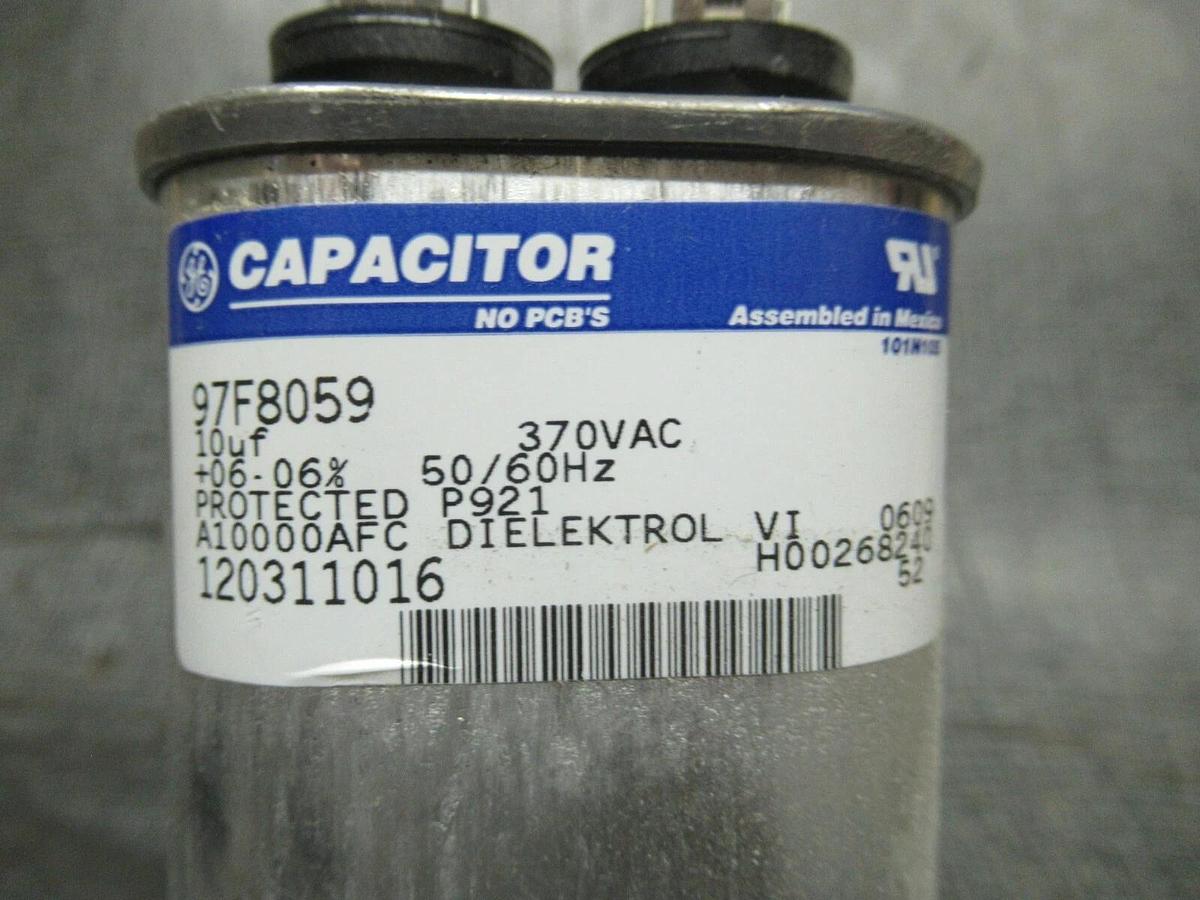 GE CAPACITOR
NO PCB'S
Assembled in Mexico
97F8059
10uf 370VAC
+06-06% 50/60Hz
PROTECTED P921
A10000AFC DIELEKTROL VI 0609
120311016 H00268240
52